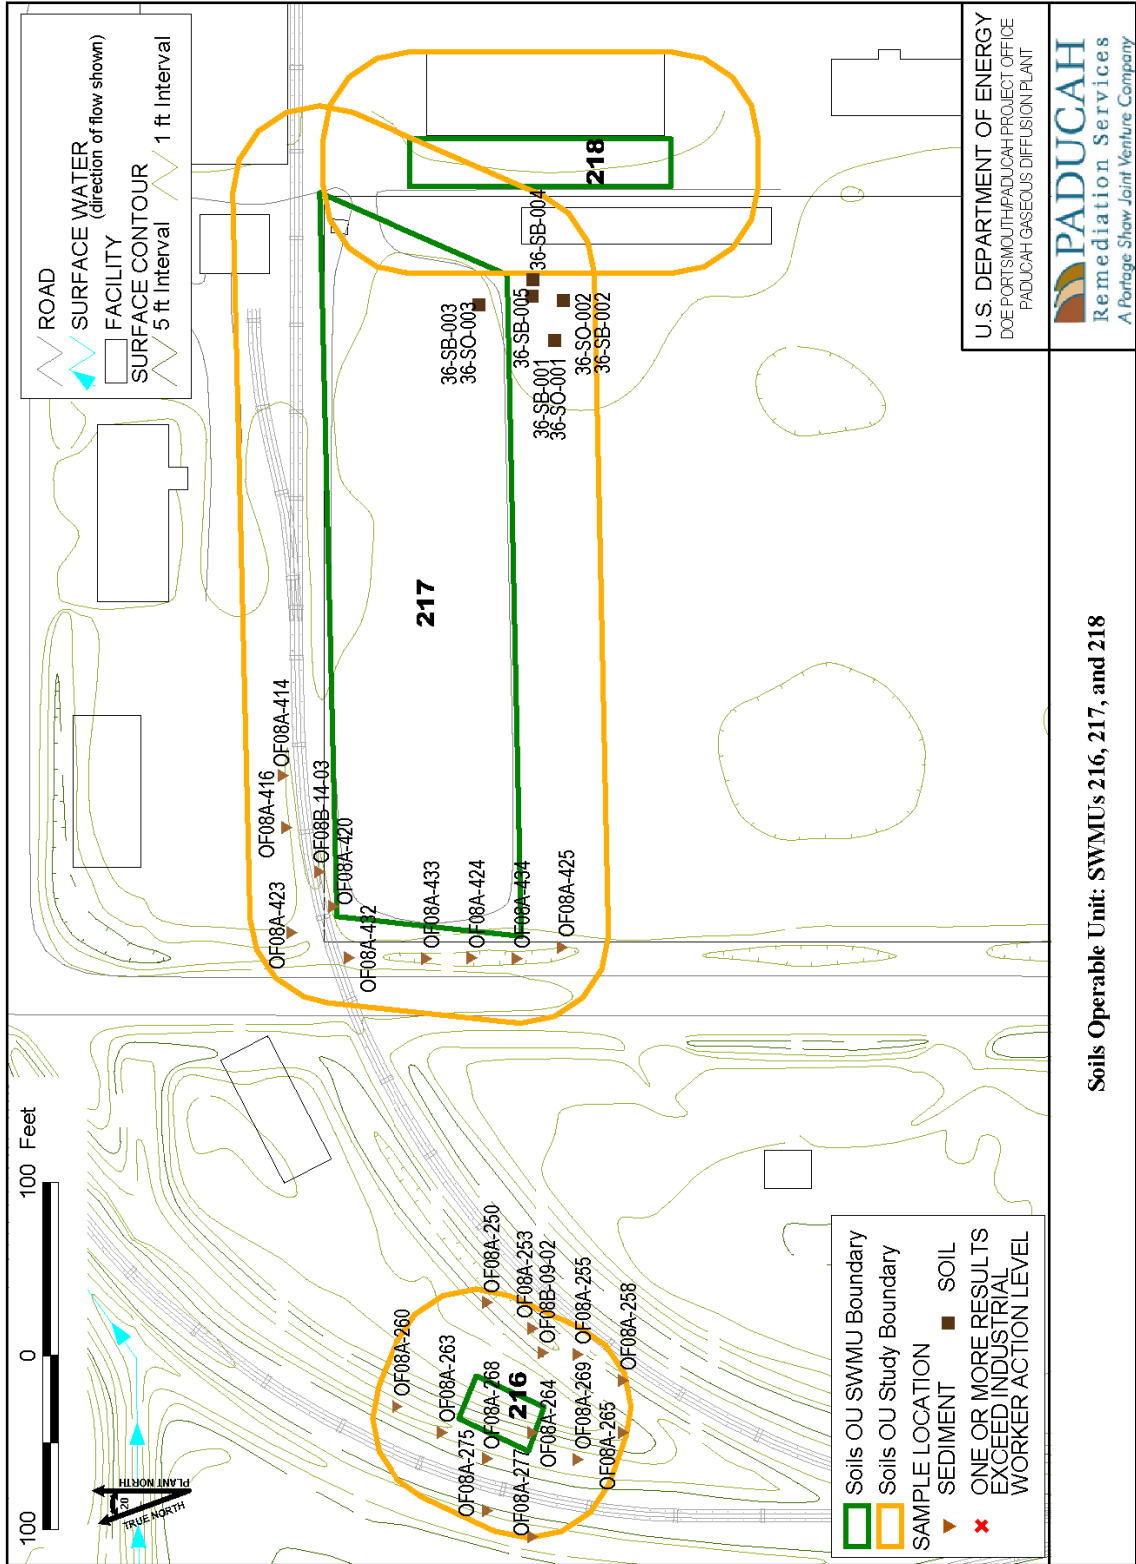 ROAD
SURFACE WATER
(direction of flow shown)
FACILITY
SURFACE CONTOUR
5 ft Interval
1 ft Interval
100 0 100 Feet
PLANT NORTH
TRUE NORTH
20
OF08A-423
OF08A-416
OF08A-414
OF08B-14-03
OF08A-420
OF08A-432
OF08A-433
OF08A-424
OF08A-434
OF08A-425
217
36-SB-003
36-SO-003
36-SB-005
36-SB-004
36-SB-001
36-SO-001
36-SO-002
36-SB-002
218
OF08A-260
OF08A-263
OF08A-250
OF08A-275
OF08A-268
216
OF08A-253
OF08B-09-02
OF08A-277
OF08A-264
OF08A-269
OF08A-255
OF08A-265
OF08A-258
Soils OU SWMU Boundary
Soils OU Study Boundary
SAMPLE LOCATION
SEDIMENT
SOIL
ONE OR MORE RESULTS
EXCEED INDUSTRIAL
WORKER ACTION LEVEL
U.S. DEPARTMENT OF ENERGY
DOE PORTSMOUTH/PADUCAH PROJECT OFFICE
PADUCAH GASEOUS DIFFUSION PLANT
PADUCAH
Remediation Services
A Portage Shaw Joint Venture Company
Soils Operable Unit: SWMUs 216, 217, and 218